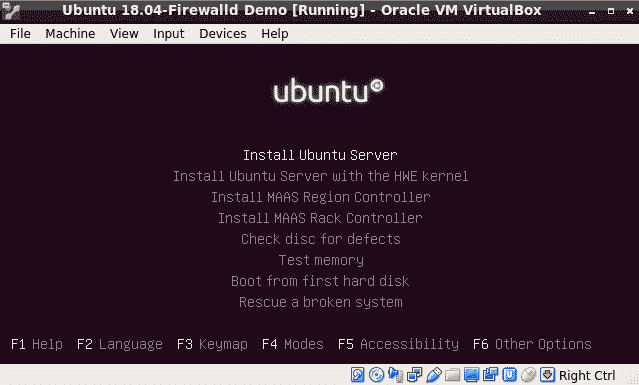 Ubuntu 18.04-Firewalld Demo [Running] - Oracle VM VirtualBox
File Machine View Input Devices Help
ubuntu
Install Ubuntu Server
Install Ubuntu Server with the HWE kernel
Install MAAS Region Controller
Install MAAS Rack Controller
Check disc for defects
Test memory
Boot from first hard disk
Rescue a broken system
F1 Help F2 Language F3 Keymap F4 Modes F5 Accessibility F6 Other Options
Right Ctrl